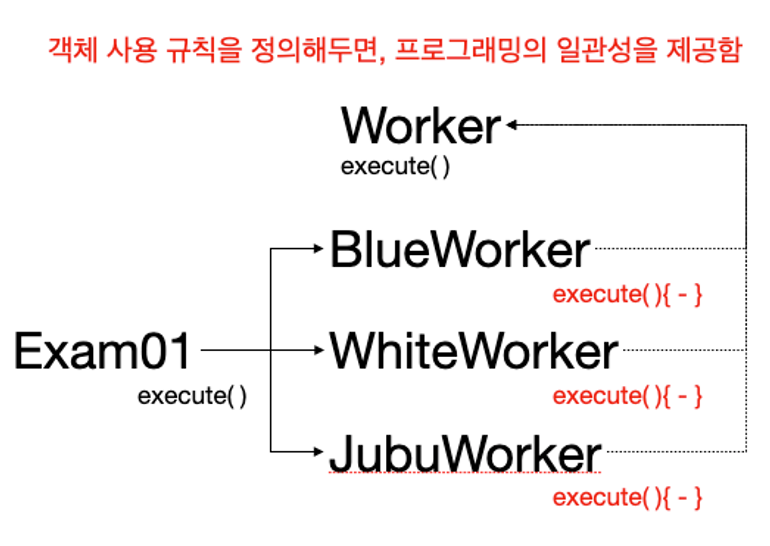 객체 사용 규칙을 정의해두면, 프로그래밍의 일관성을 제공함
Worker
execute( )
BlueWorker
execute( ){ - }
Exam01
execute( )
WhiteWorker
execute( ){ - }
JubuWorker
execute( ){ - }